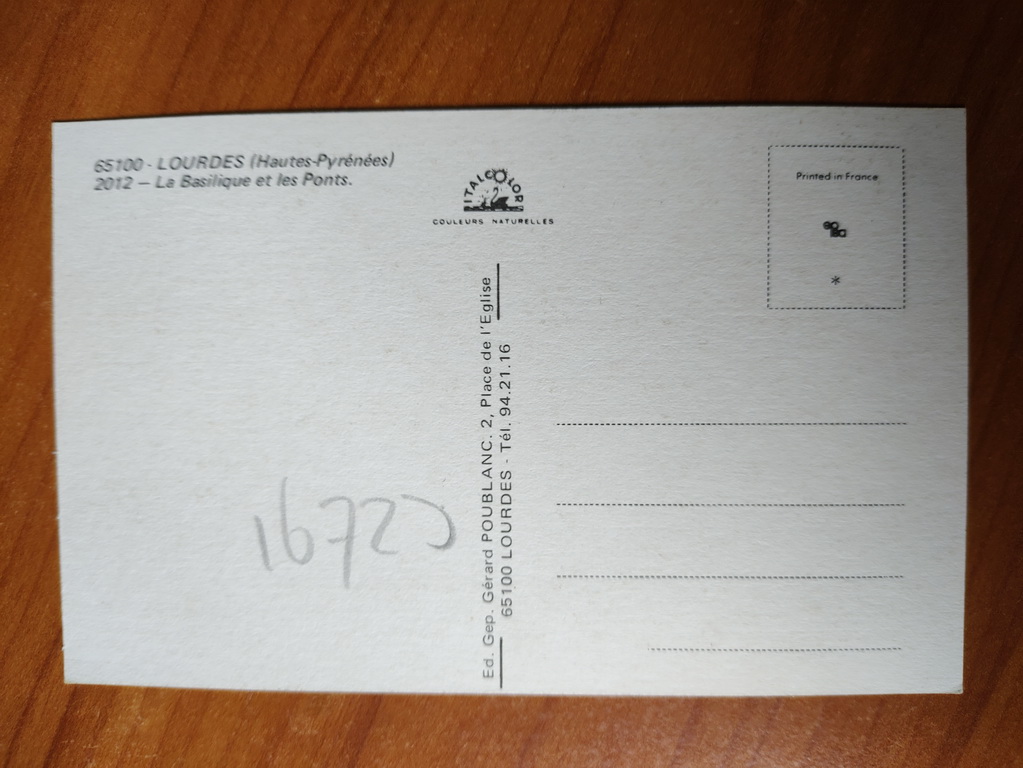 65100 - LOURDES (Hautes-Pyrénées)
2012 — La Basilique et les Ponts.
ITALCOLOR
COULEURS NATURELLES
Printed in France
*
Ed. Gep. Gérard POUBLANC. 2, Place de l'Eglise
65100 LOURDES - Tél. 94.21.16